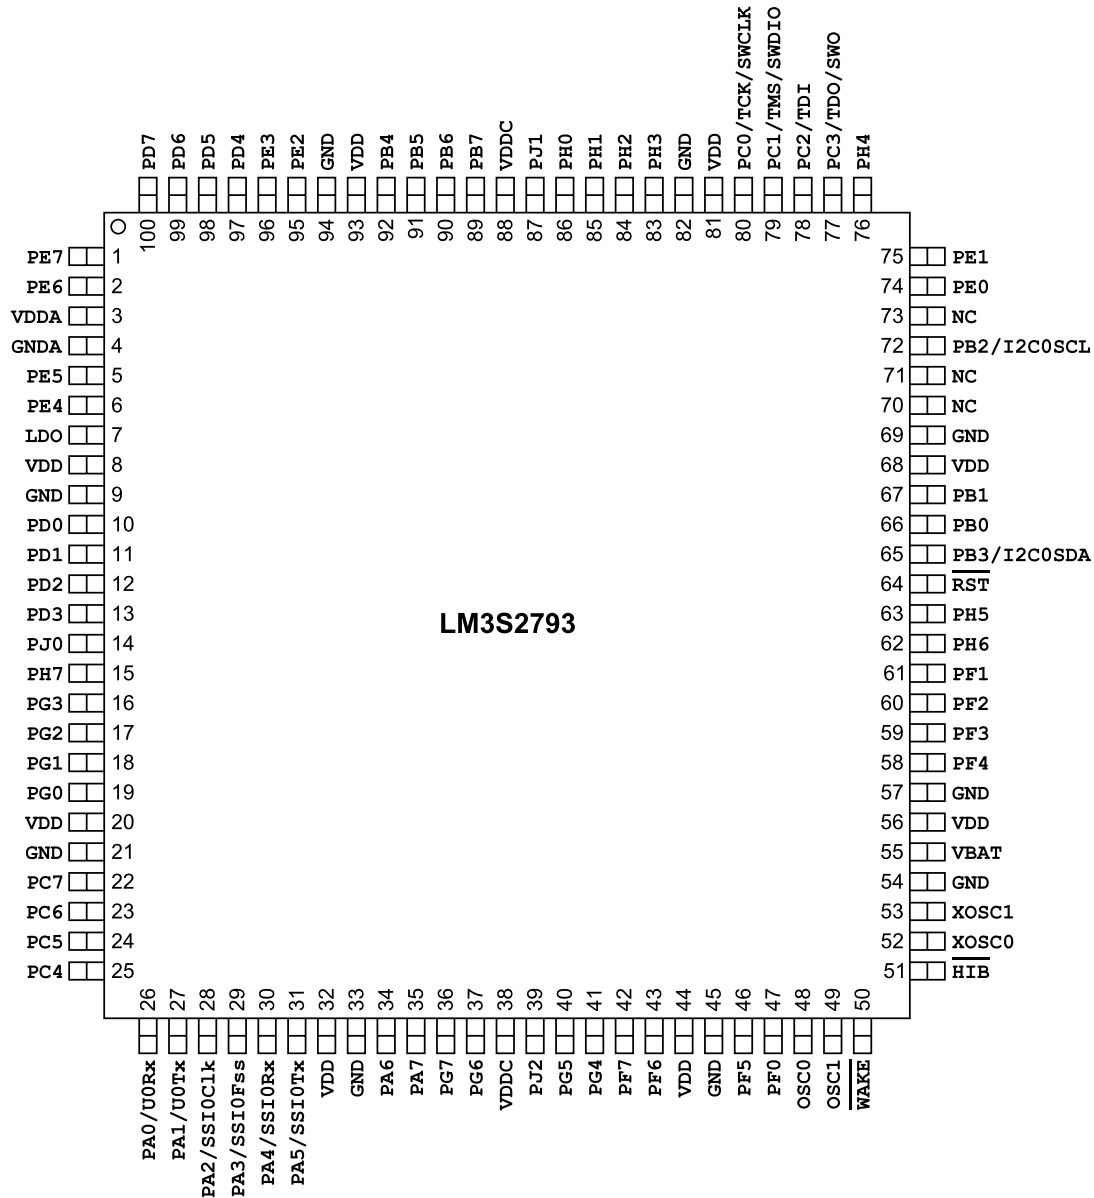 PD7
PD6
PD5
PD4
PE3
PE2
GND
VDD
PB4
PB5
PB6
PB7
VDDC
PJ1
PH0
PH1
PH2
PH3
GND
VDD
PC0/TCK/SWCLK
PC1/TMS/SWDIO
PC2/TDI
PC3/TDO/SWO
PH4
100
99
98
97
96
95
94
93
92
91
90
89
88
87
86
85
84
83
82
81
80
79
78
77
76
PE7 1
75 PE1
PE6 2
74 PE0
VDDA 3
73 NC
GNDA 4
72 PB2/I2C0SCL
PE5 5
71 NC
PE4 6
70 NC
LDO 7
69 GND
VDD 8
68 VDD
GND 9
67 PB1
PD0 10
66 PB0
PD1 11
65 PB3/I2C0SDA
PD2 12
64 RST
PD3 13
63 PH5
PJ0 14
62 PH6
LM3S2793
PH7 15
61 PF1
PG3 16
60 PF2
PG2 17
59 PF3
PG1 18
58 PF4
PG0 19
57 GND
VDD 20
56 VDD
GND 21
55 VBAT
PC7 22
54 GND
PC6 23
53 XOSC1
PC5 24
52 XOSC0
PC4 25
51 HIB
26
27
28
29
30
31
32
33
34
35
36
37
38
39
40
41
42
43
44
45
46
47
48
49
50
PA0/U0Rx
PA1/U0Tx
PA2/SSI0Clk
PA3/SSI0Fss
PA4/SSI0Rx
PA5/SSI0Tx
VDD
GND
PA6
PA7
PG7
PG6
VDDC
PJ2
PG5
PG4
PF7
PF6
VDD
GND
PF5
PF0
OSC0
OSC1
WAKE